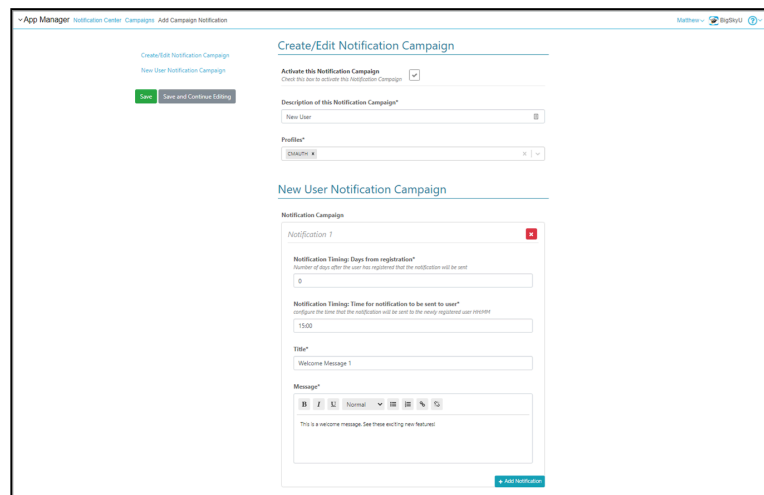 App Manager Notification Center Campaigns Add Campaign Notification Matthew BigSkyU ?
Create/Edit Notification Campaign
New User Notification Campaign
Save Save and Continue Editing
Create/Edit Notification Campaign
Activate this Notification Campaign
Check this box to activate this Notification Campaign
Description of this Notification Campaign*
New User
Profiles*
CMAUTH ×
New User Notification Campaign
Notification Campaign
Notification 1
Notification Timing: Days from registration*
Number of days after the user has registered that the notification will be sent
0
Notification Timing: Time for notification to be sent to user*
configure the time that the notification will be sent to the newly registered user HH:MM
15:00
Title*
Welcome Message 1
Message*
B I U Normal
This is a welcome message. See these exciting new features!
+ Add Notification